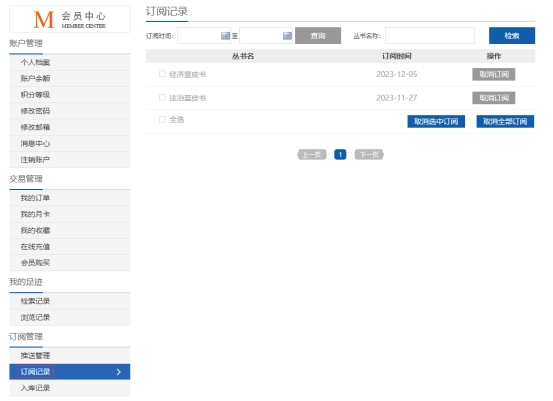 M 会员中心
MEMBER CENTER
账户管理
个人档案
账户余额
积分等级
修改密码
修改邮箱
消息中心
注销账户
交易管理
我的订单
我的月卡
我的收藏
在线充值
会员购买
我的足迹
检索记录
浏览记录
订阅管理
推送管理
订阅记录
入库记录
订阅记录
订阅时间: 至 查询 丛书名称: 检索
丛书名 订阅时间 操作
经济蓝皮书 2023-12-05 取消订阅
法治蓝皮书 2023-11-27 取消订阅
全选 取消选中订阅 取消全部订阅
上一页 1 下一页